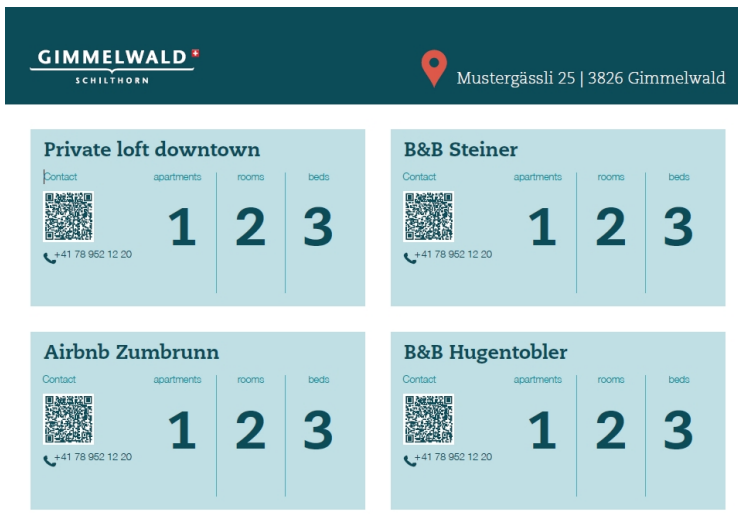 GIMMELWALD
SCHILTHORN
Mustergässli 25 | 3826 Gimmelwald
Private loft downtown
Contact apartments rooms beds
1 2 3
+41 78 952 12 20
B&B Steiner
Contact apartments rooms beds
1 2 3
+41 78 952 12 20
Airbnb Zumbrunn
Contact apartments rooms beds
1 2 3
+41 78 952 12 20
B&B Hugentobler
Contact apartments rooms beds
1 2 3
+41 78 952 12 20